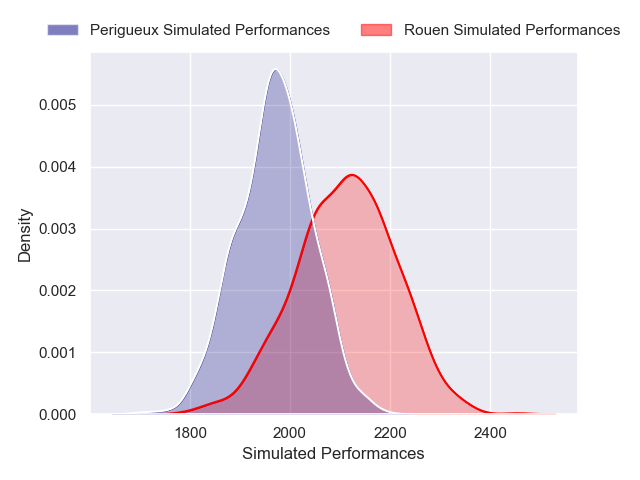 Perigueux Simulated Performances
Rouen Simulated Performances
0.005
0.004
0.003
0.002
0.001
0.000
Density
1800
2000
2200
2400
Simulated Performances